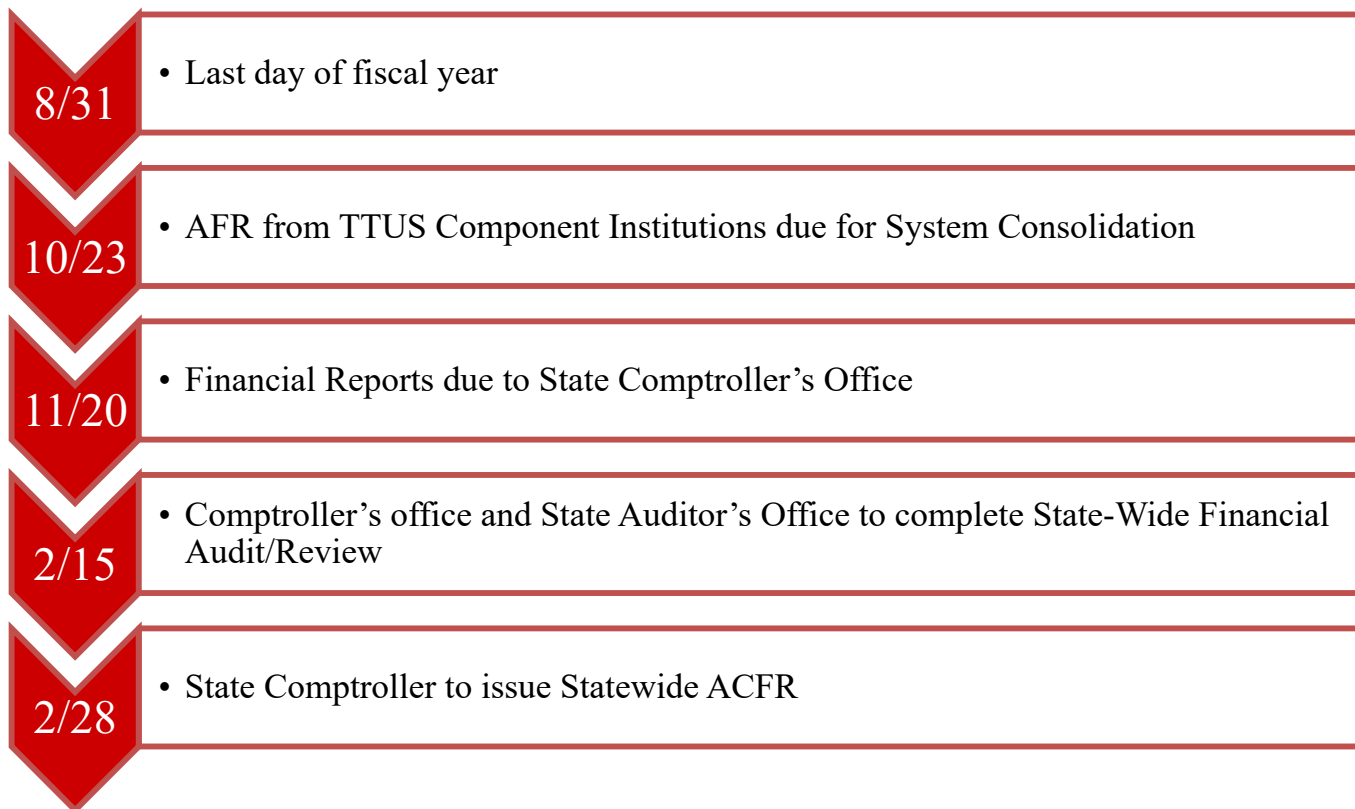 8/31
• Last day of fiscal year
10/23
• AFR from TTUS Component Institutions due for System Consolidation
11/20
• Financial Reports due to State Comptroller’s Office
2/15
• Comptroller’s office and State Auditor’s Office to complete State-Wide Financial
Audit/Review
2/28
• State Comptroller to issue Statewide ACFR